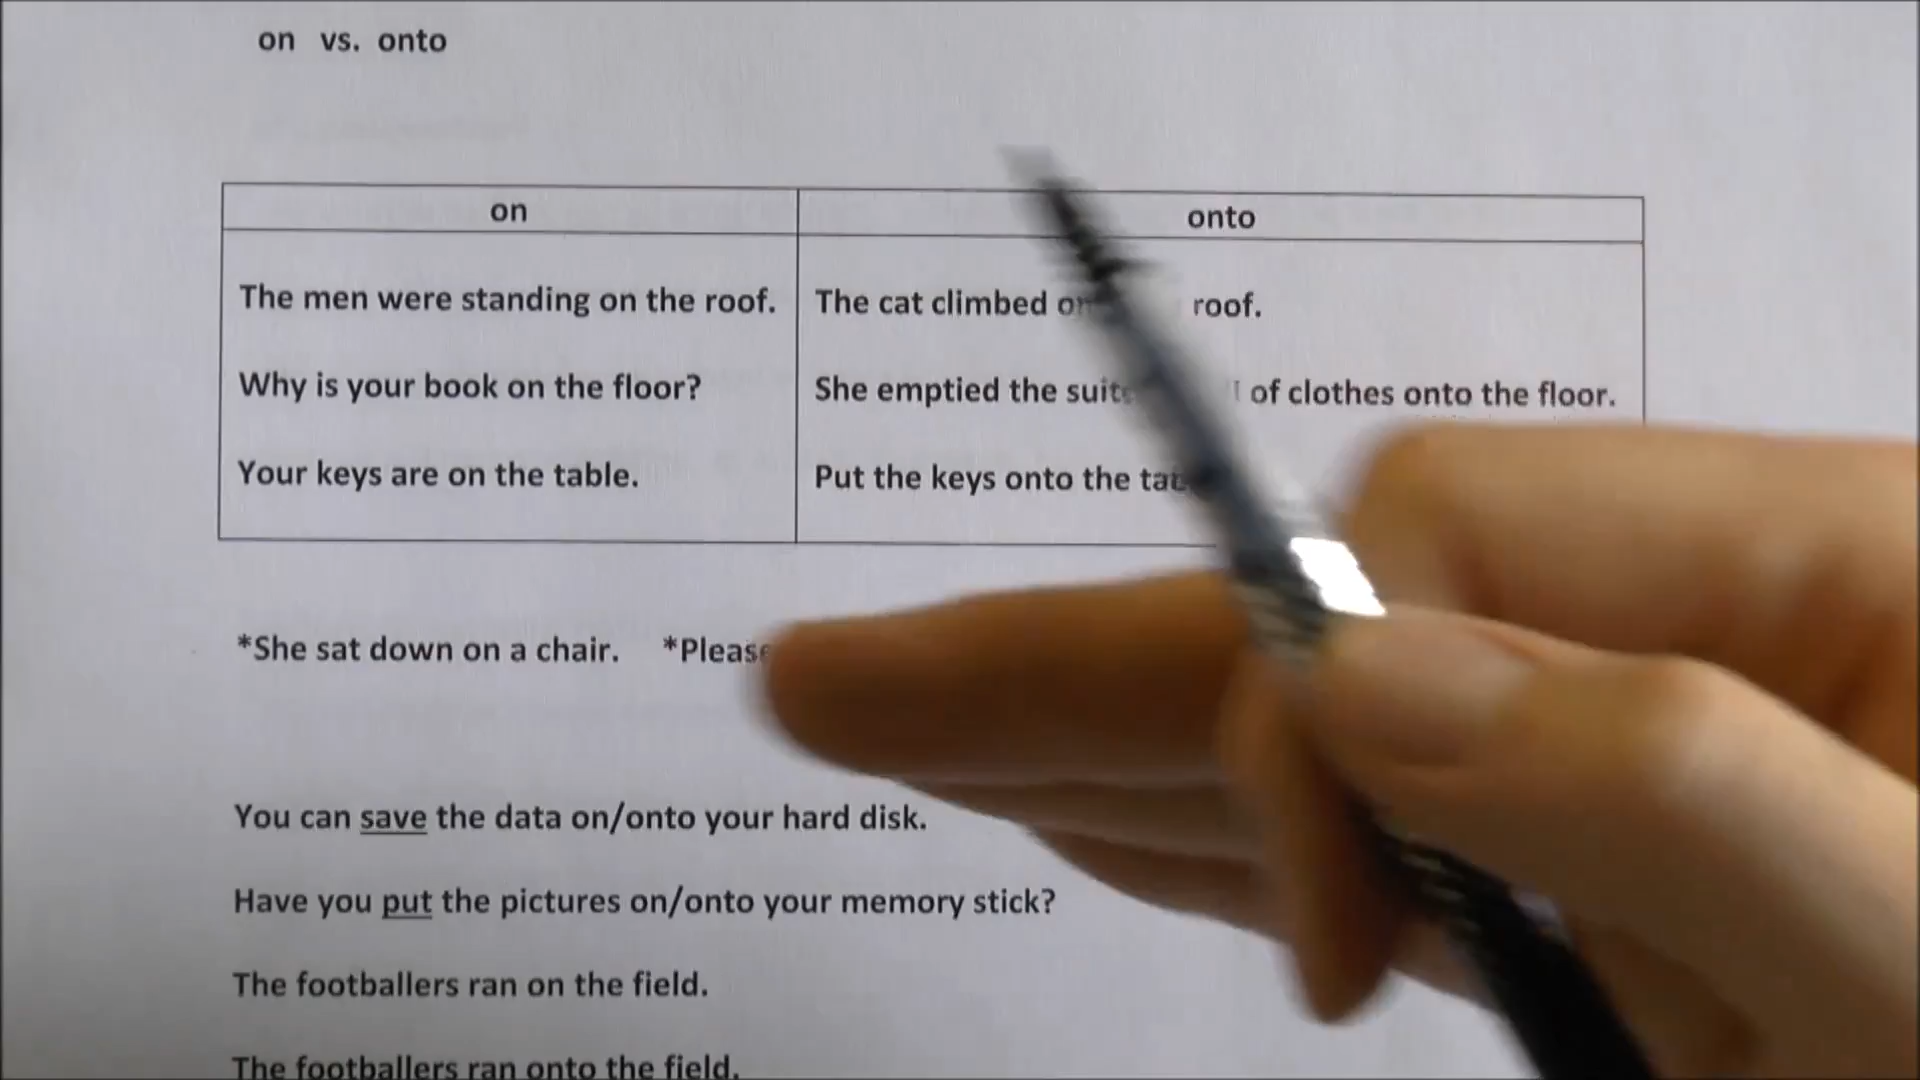 on vs. onto
on
onto
The men were standing on the roof.
The cat climbed roof.
Why is your book on the floor?
She emptied the of clothes onto the floor.
Your keys are on the table.
Put the keys onto the
*She sat down on a chair. *Please
You can save the data on/onto your hard disk.
Have you put the pictures on/onto your memory stick?
The footballers ran on the field.
The footballers ran onto the field.